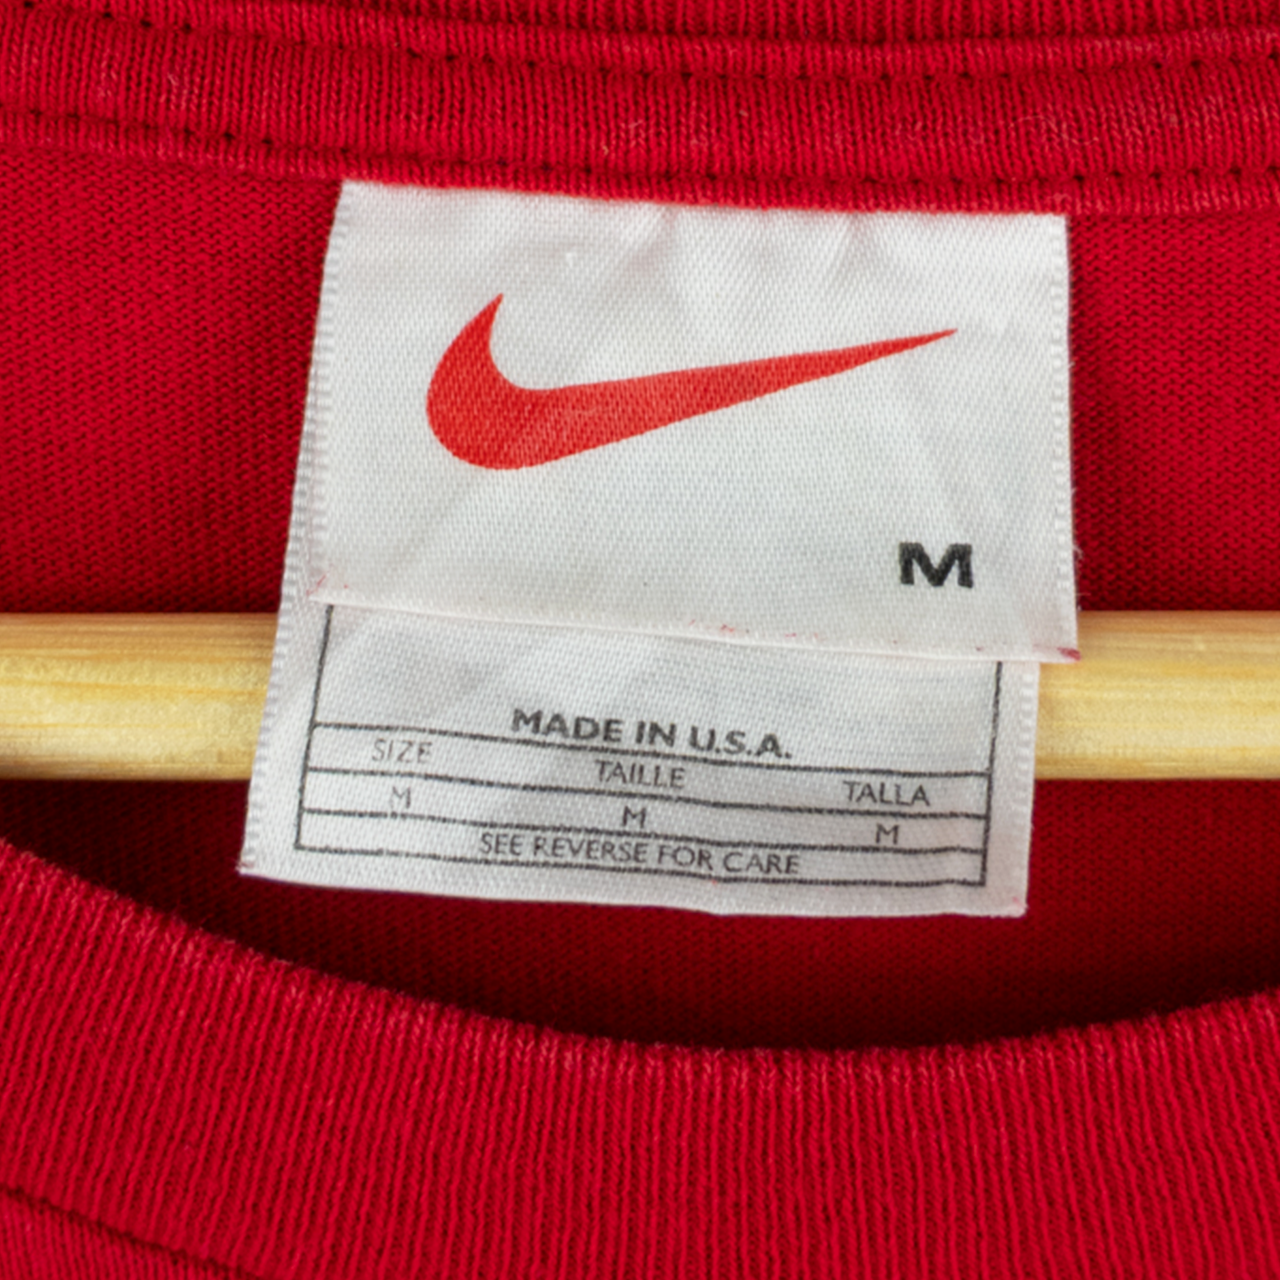 M
MADE IN U.S.A.
SIZE TAILLE TALLA
M M M
SEE REVERSE FOR CARE